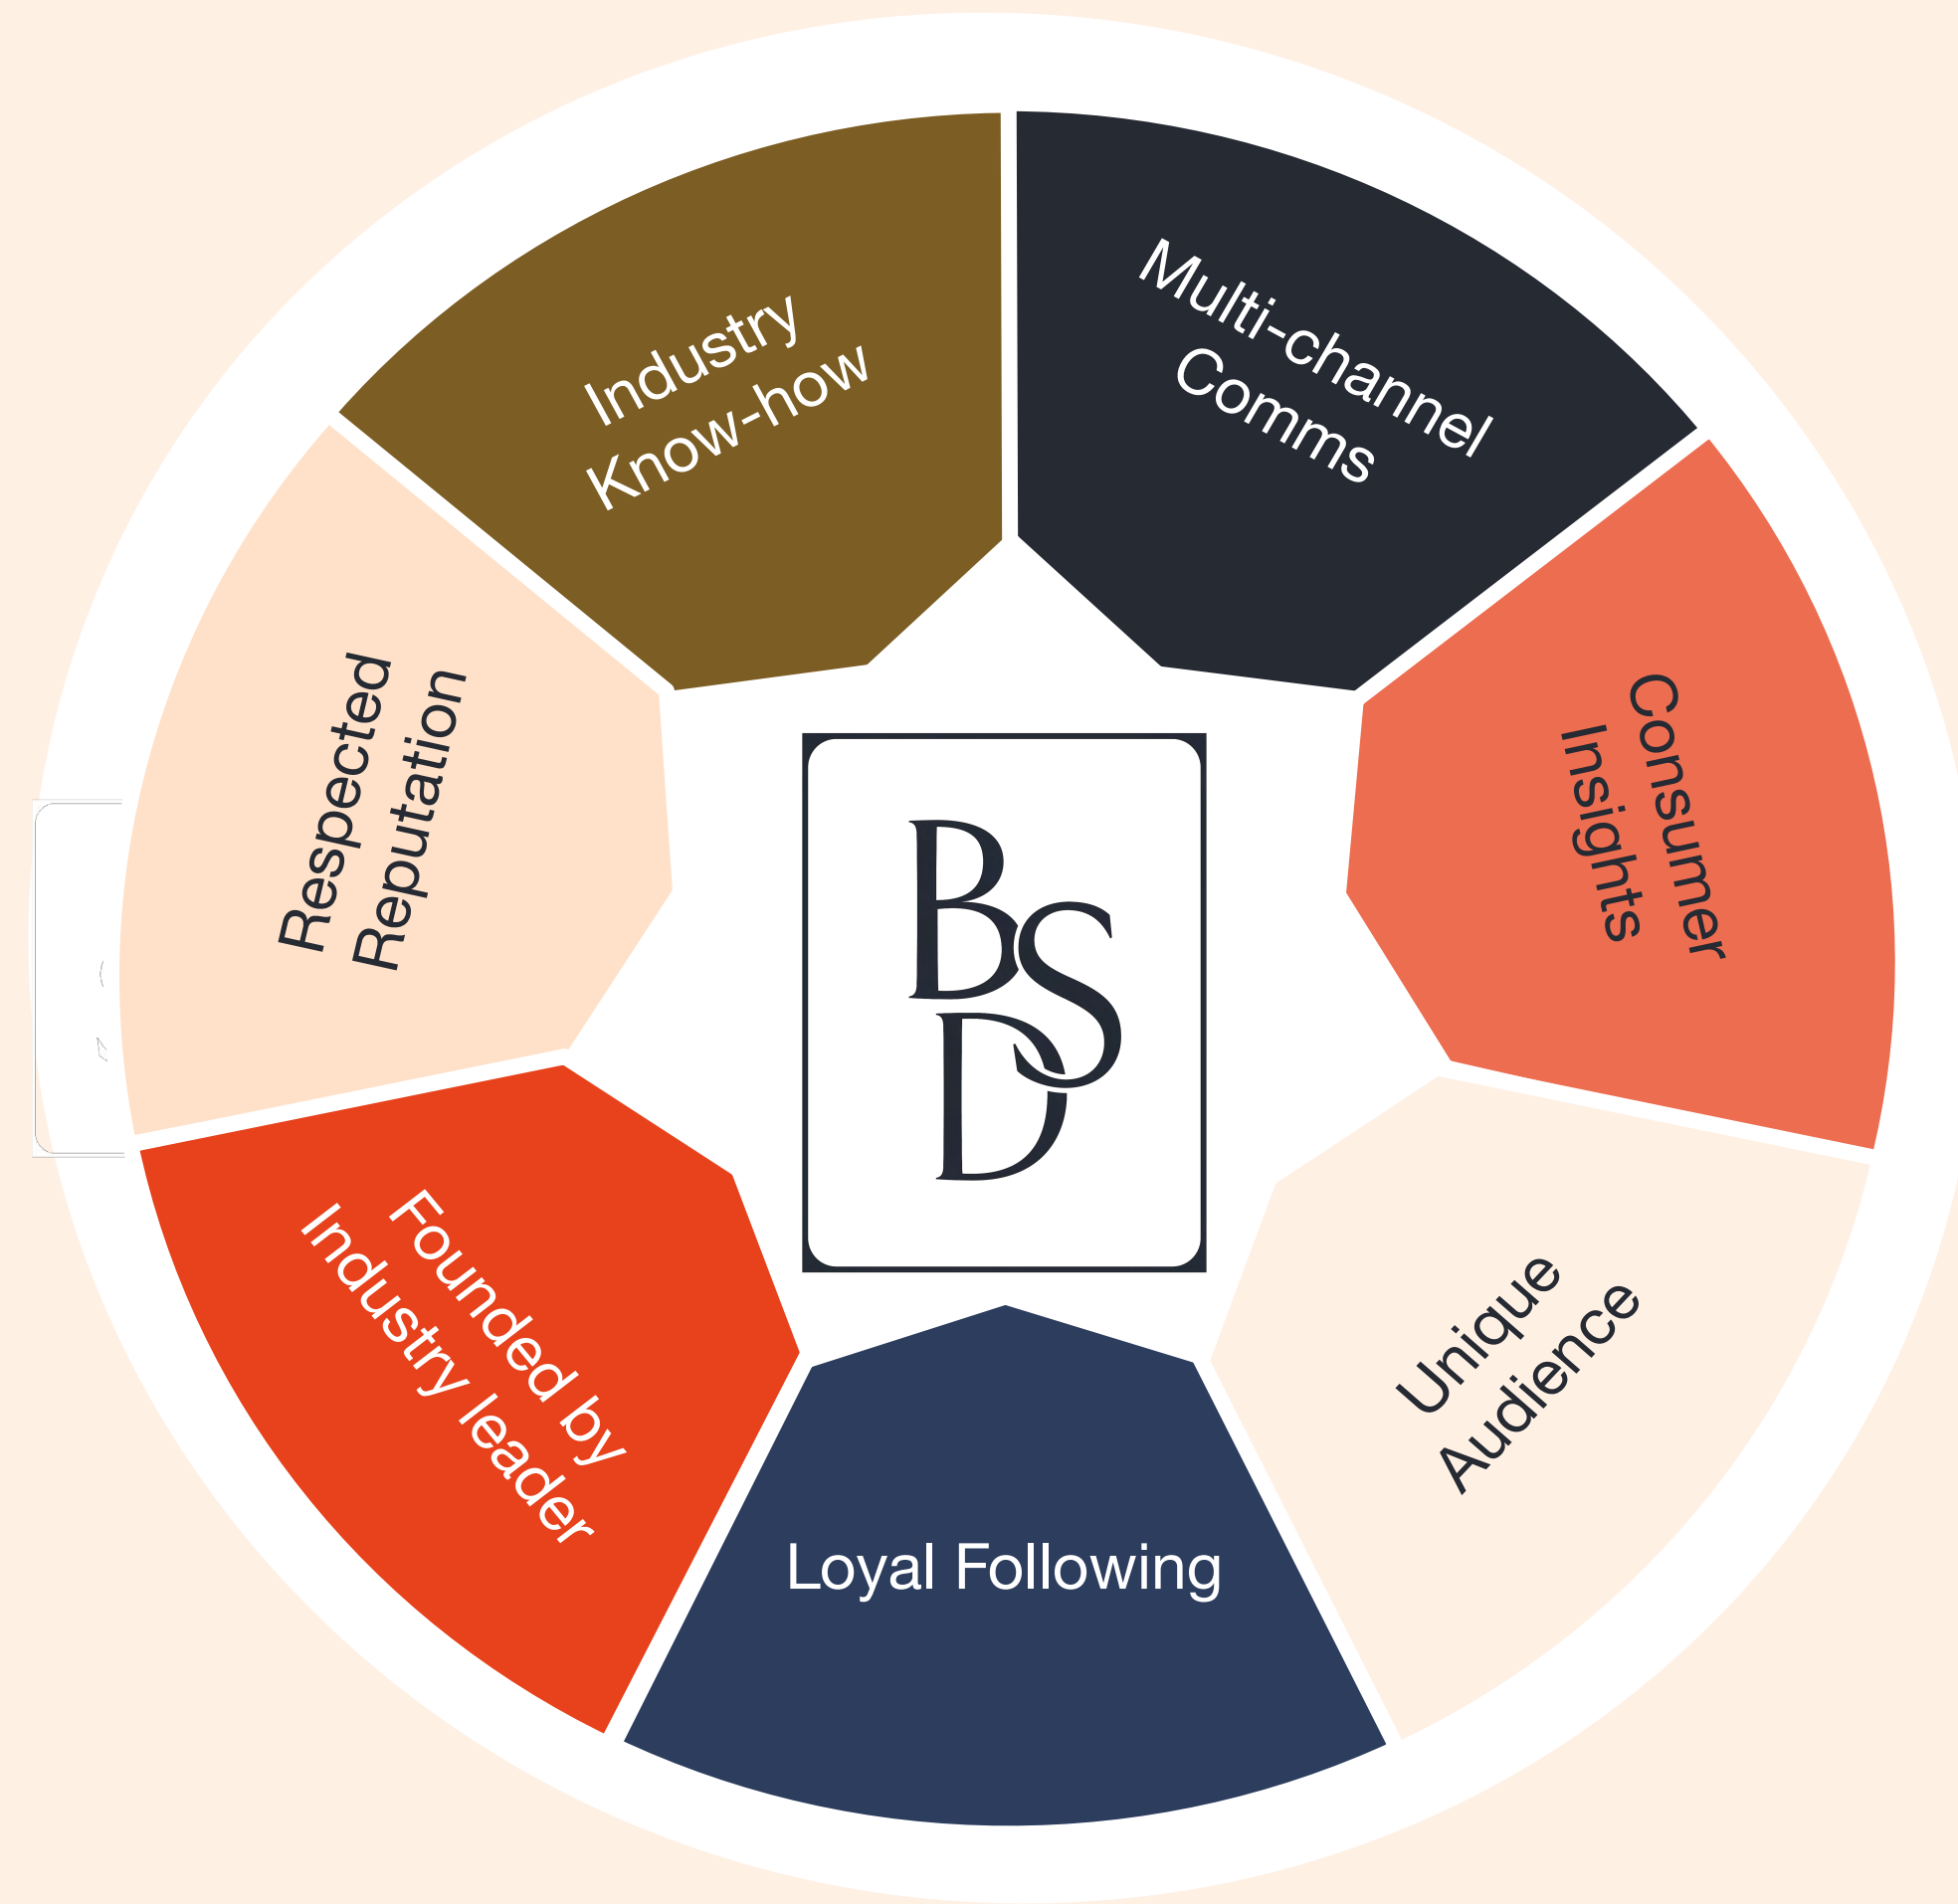 Industry
Know-how
Multi-channel
Comms
Consumer
Insights
Unique
Audience
Loyal Following
Founded by
Industry leader
Respected
Reputation
BSD